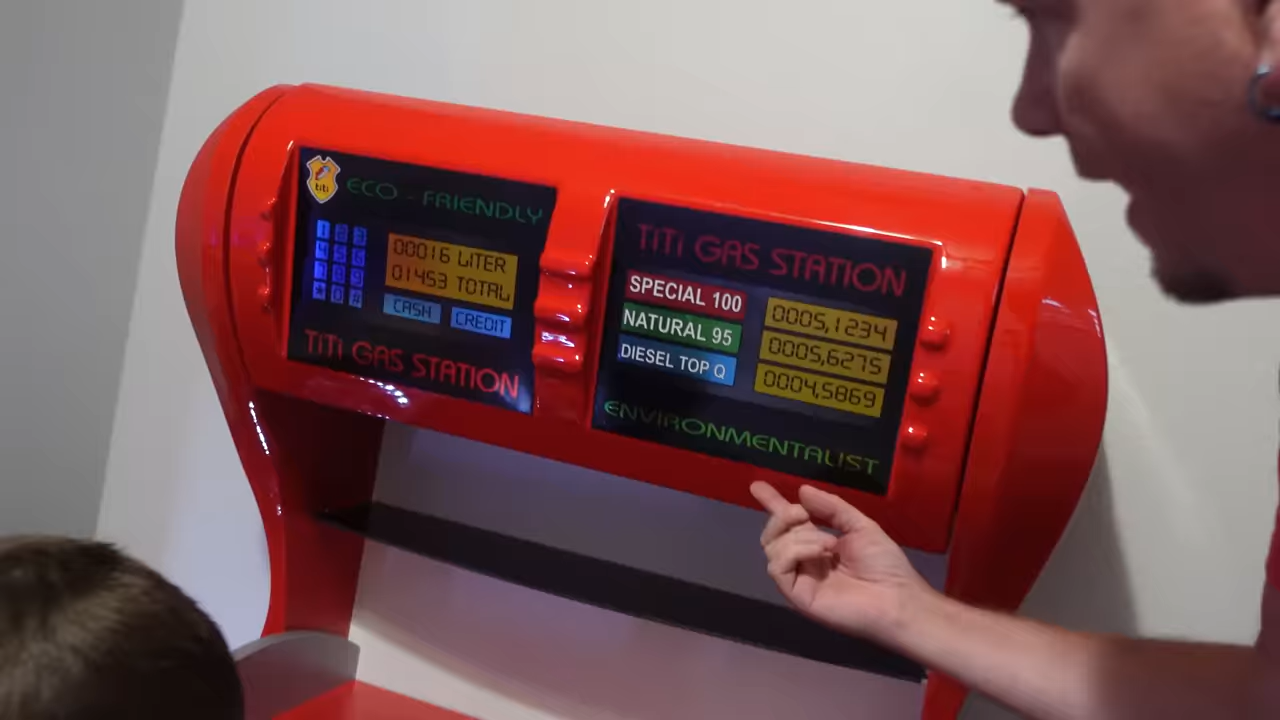 titi
ECO - FRIENDLY
1 2 3
4 5 6
7 8 9
* 0 #
00016 LITER
01453 TOTAL
CASH
CREDIT
TiTi GAS STATION
TiTi GAS STATION
SPECIAL 100
0005,1234
NATURAL 95
0005,6275
DIESEL TOP Q
0004,5869
ENVIRONMENTALIST